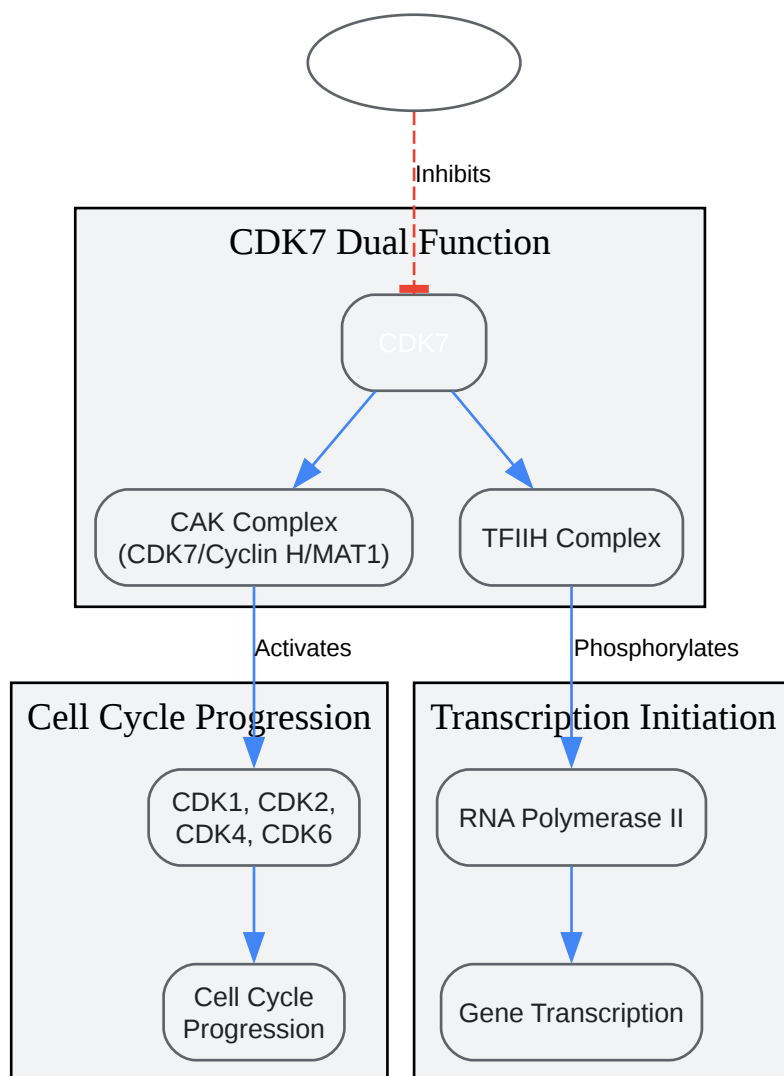 Inhibits
CDK7 Dual Function
CDK7
CAK Complex
(CDK7/Cyclin H/MAT1)
TFIIH Complex
Activates
Phosphorylates
Cell Cycle Progression
Transcription Initiation
CDK1, CDK2,
CDK4, CDK6
RNA Polymerase II
Cell Cycle
Progression
Gene Transcription